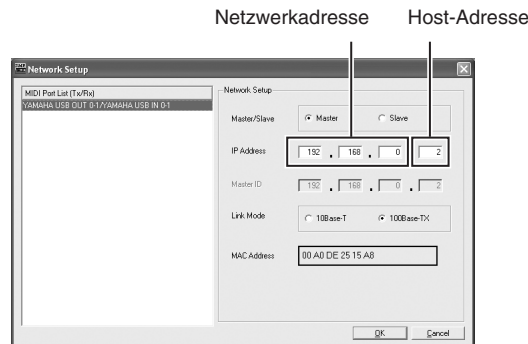 Netzwerkadresse Host-Adresse
Network Setup
MIDI Port List (Tx/Rx)
YAMAHA USB OUT 0-1/YAMAHA USB IN 0-1
Network Setup
Master/Slave Master Slave
IP Address 192 . 168 . 0 2
Master ID 192 . 168 . 0 . 2
Link Mode 10Base-T 100Base-TX
MAC Address 00 A0 DE 25 15 A8
OK Cancel